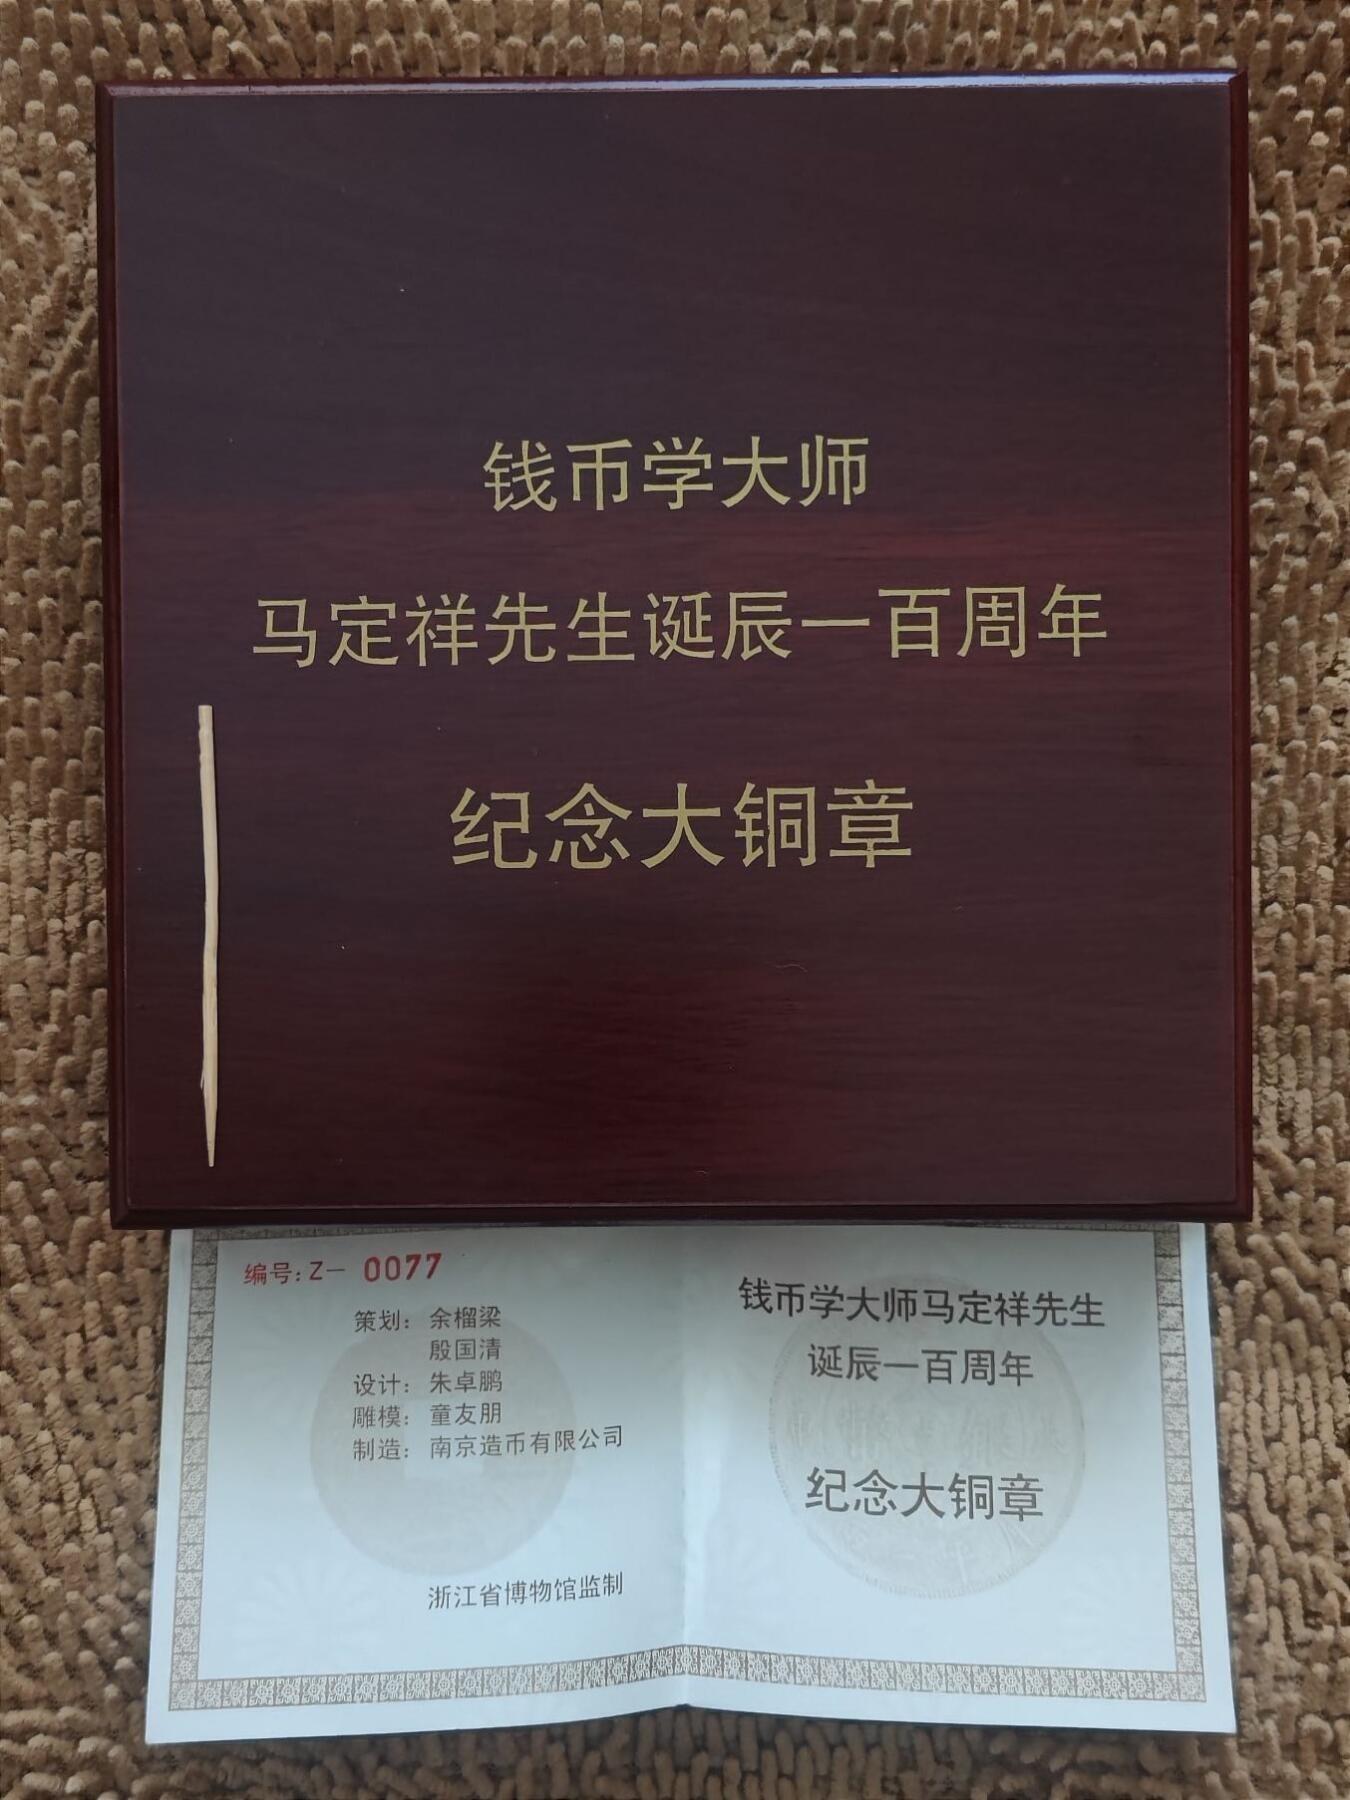 钱币学大师
马定祥先生诞辰一百周年
纪念大铜章
编号:Z- 0077
策划: 余榴梁
殷国清
设计: 朱卓鹏
雕模: 童友朋
制造: 南京造币有限公司
浙江省博物馆监制
钱币学大师马定祥先生
诞辰一百周年
纪念大铜章